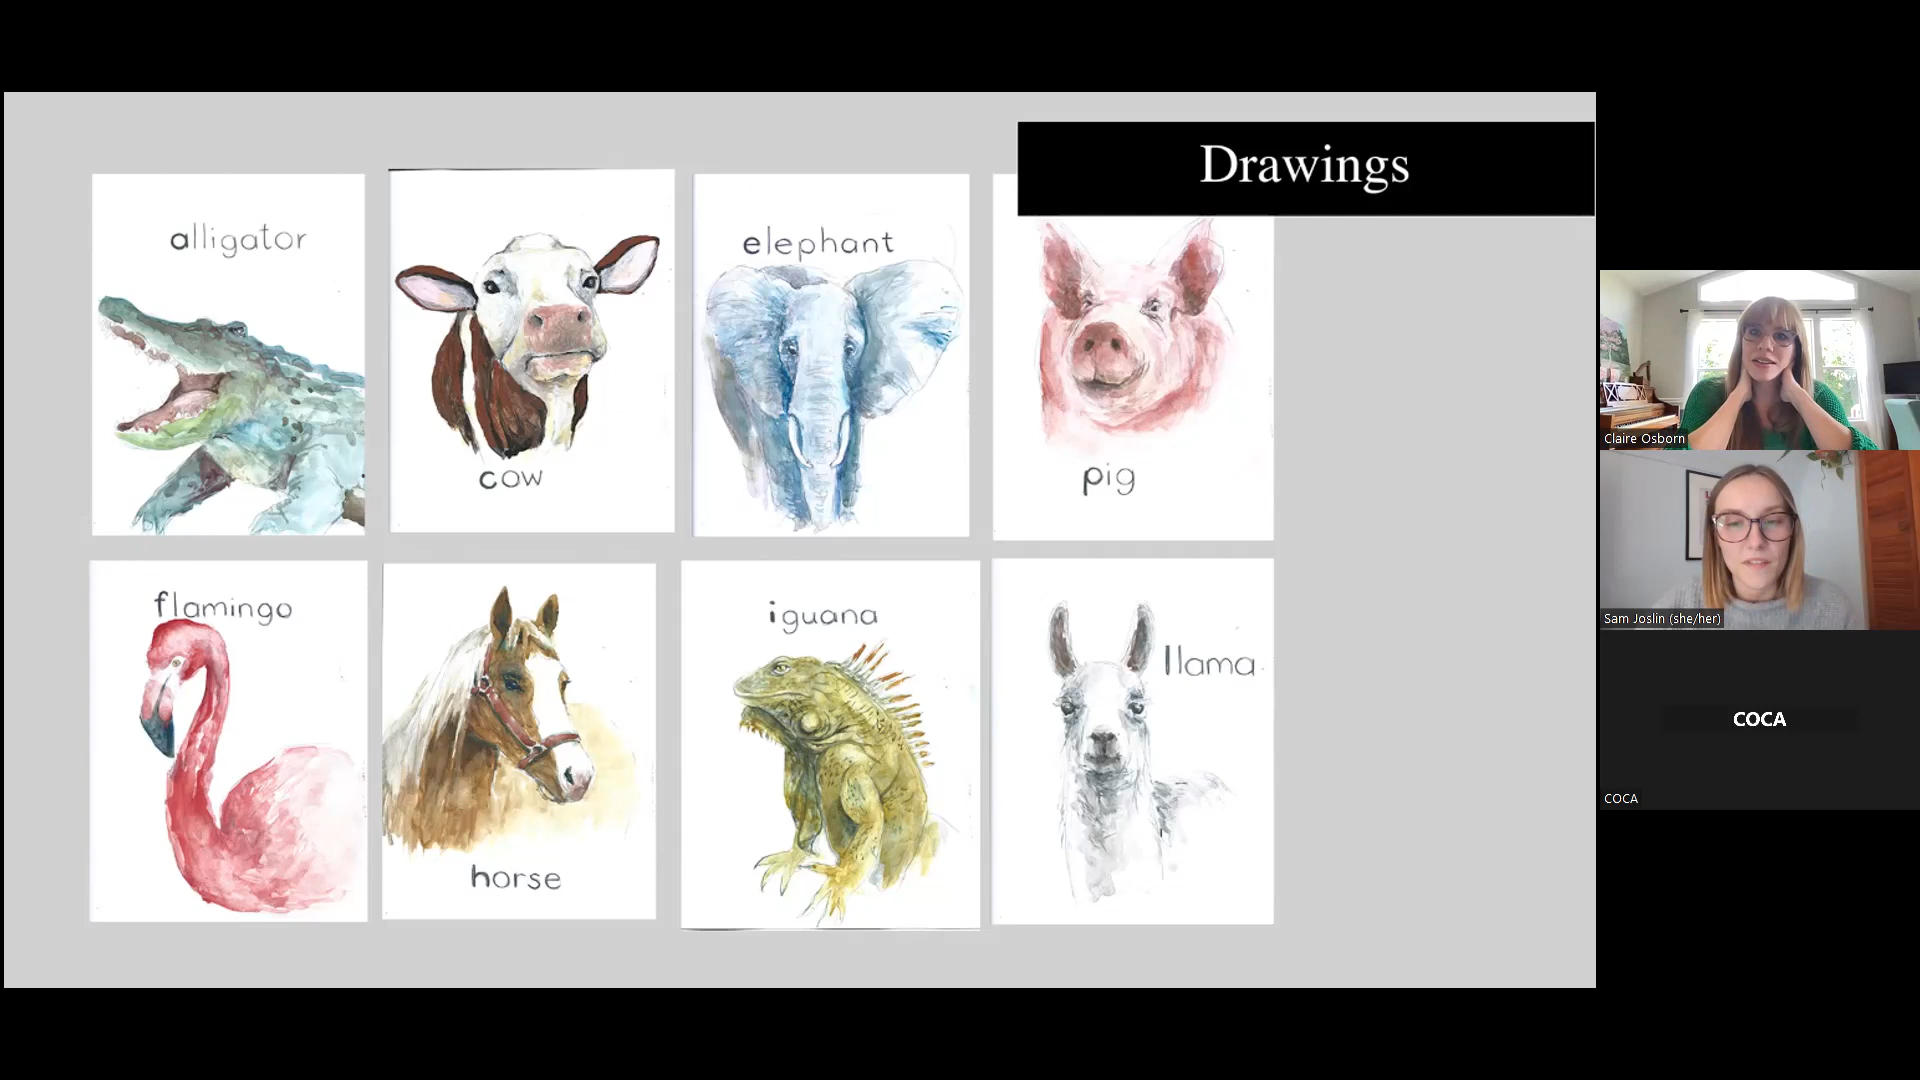 Drawings
alligator
cow
elephant
pig
flamingo
horse
iguana
llama
Claire Osborn
Sam Joslin (she/her)
COCA
COCA